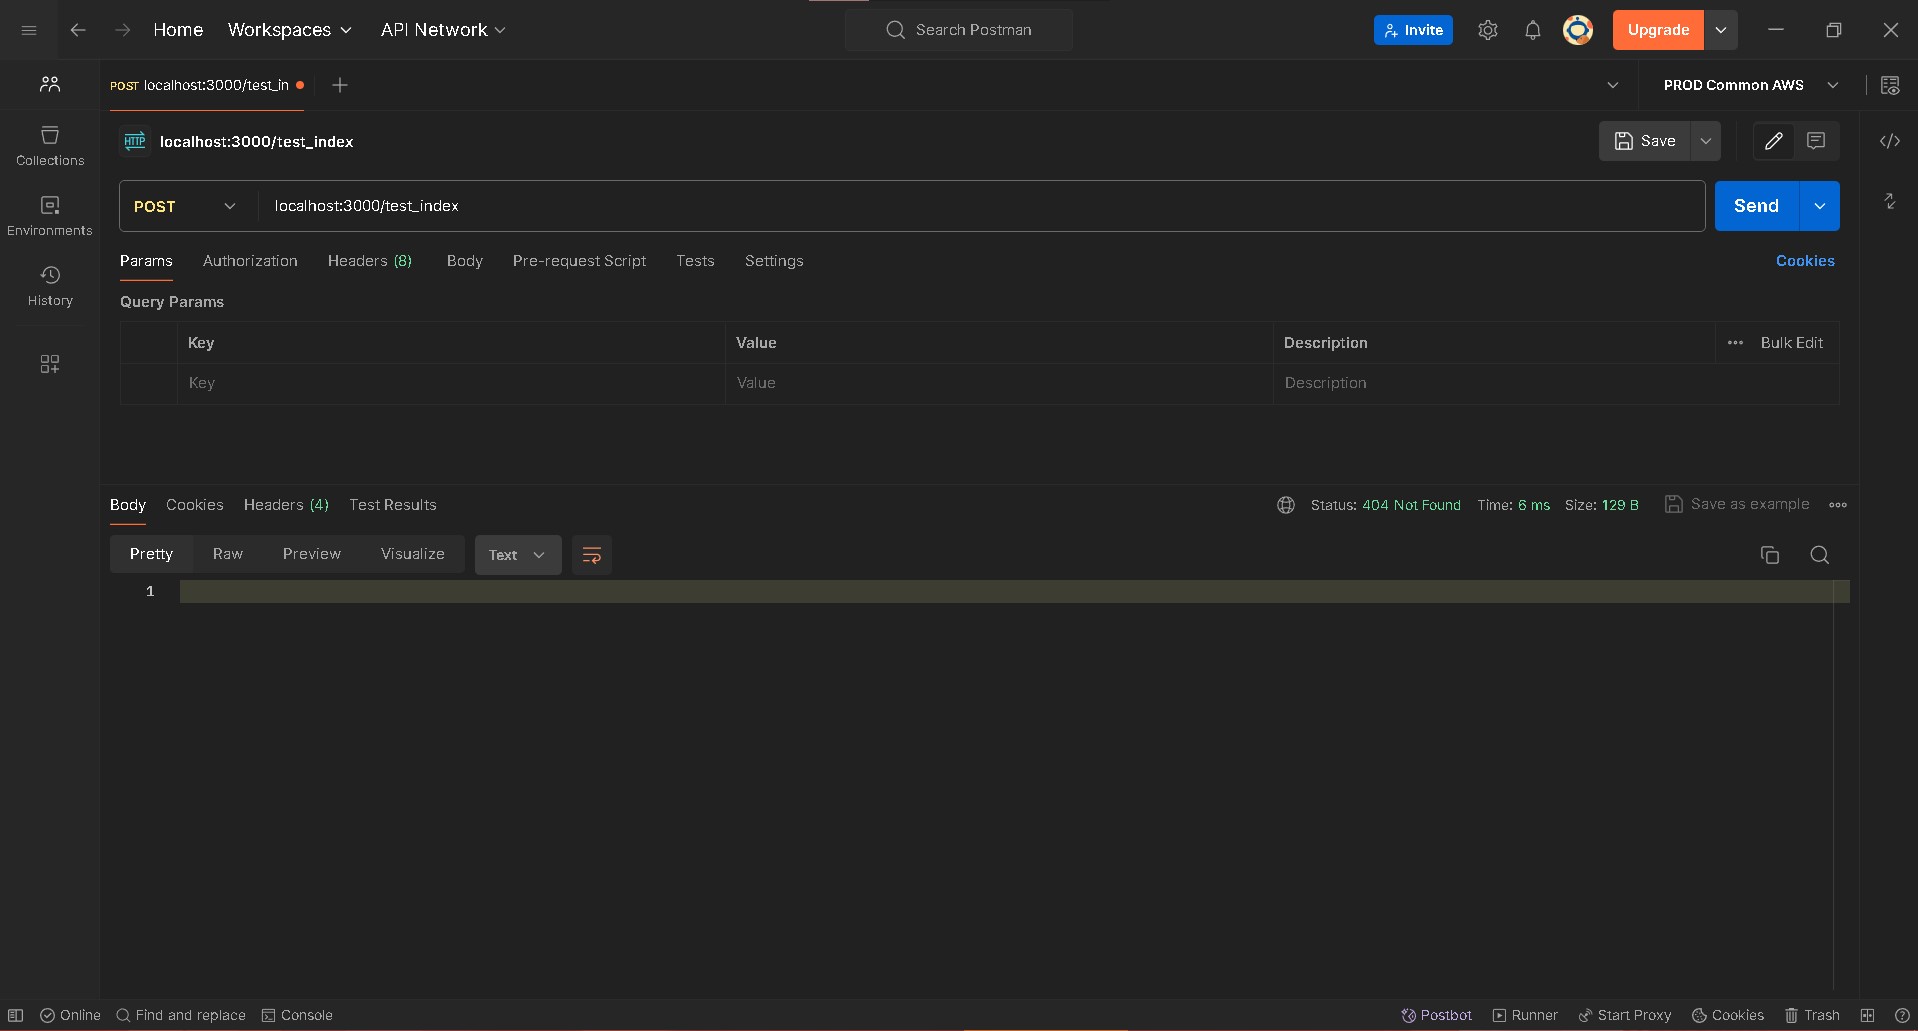 Home Workspaces API Network Search Postman Invite Upgrade
POST localhost:3000/test_in PROD Common AWS
HTTP localhost:3000/test_index Save
Collections
POST localhost:3000/test_index Send
Environments
Params Authorization Headers (8) Body Pre-request Script Tests Settings Cookies
History
Query Params
Key Value Description Bulk Edit
Key Value Description
Body Cookies Headers (4) Test Results Status: 404 Not Found Time: 6 ms Size: 129 B Save as example
Pretty Raw Preview Visualize Text
1
Online Find and replace Console Postbot Runner Start Proxy Cookies Trash